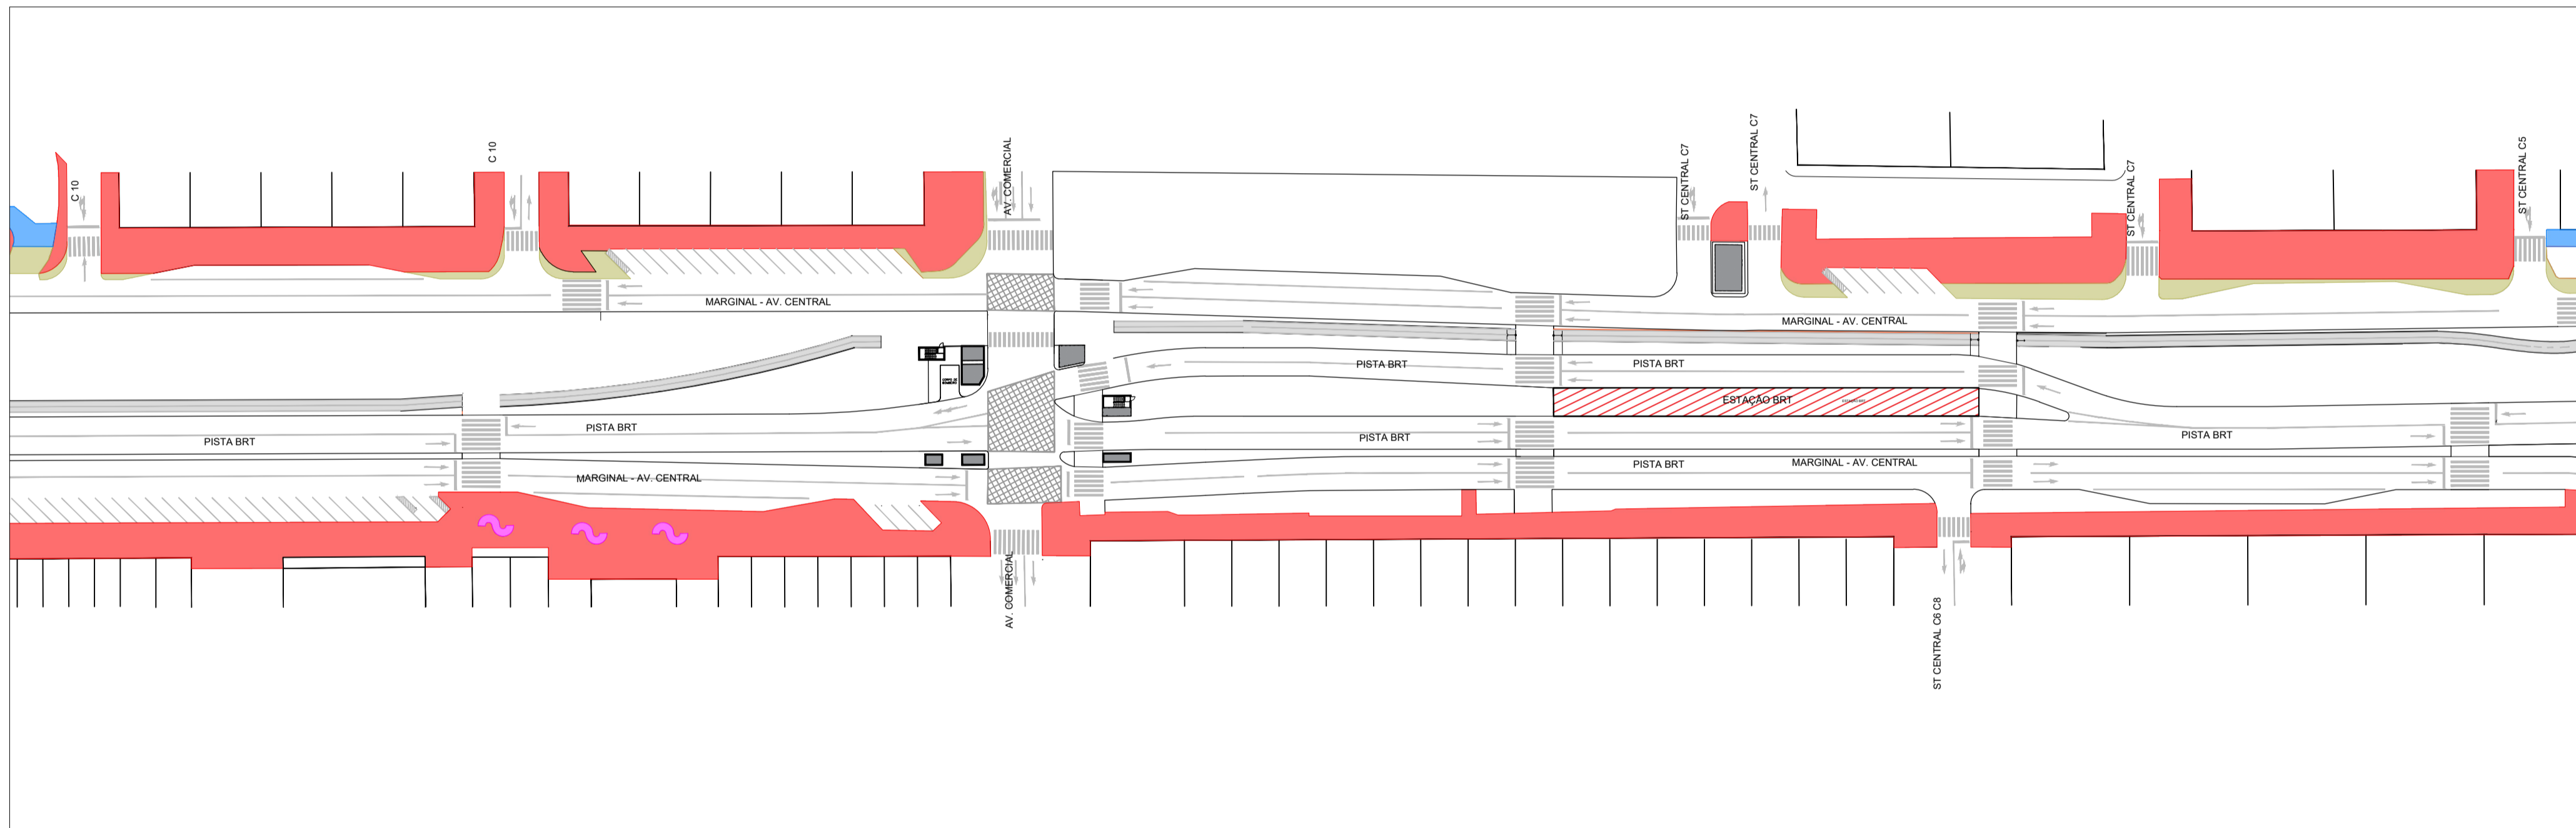 C 10
C 10
AV. COMERCIAL
ST CENTRAL C7
ST CENTRAL C7
ST CENTRAL C7
ST CENTRAL C5
MARGINAL - AV. CENTRAL
MARGINAL - AV. CENTRAL
PISTA BRT
PISTA BRT
ESTAÇÃO BRT
PISTA BRT
PISTA BRT
PISTA BRT
PISTA BRT
PISTA BRT
MARGINAL - AV. CENTRAL
MARGINAL - AV. CENTRAL
AV. COMERCIAL
ST CENTRAL C6 C8